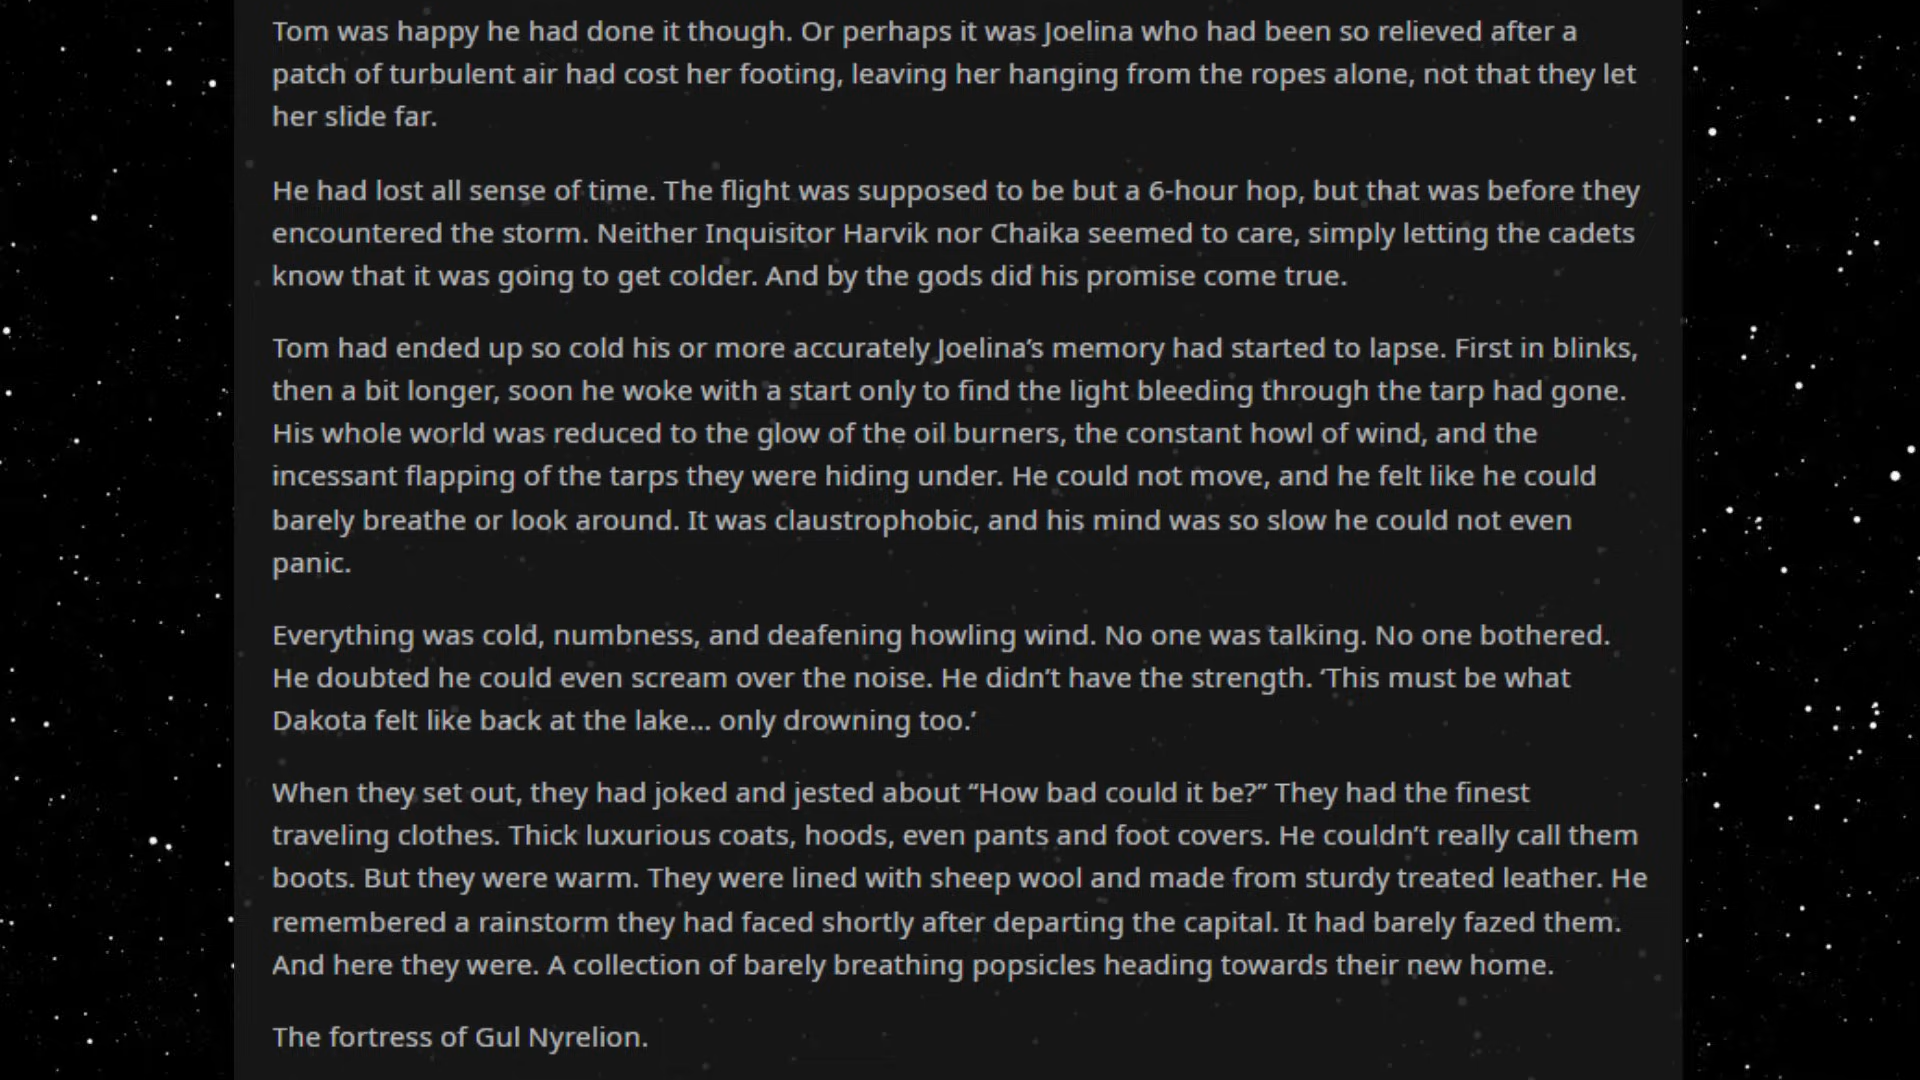 Tom was happy he had done it though. Or perhaps it was Joelina who had been so relieved after a
patch of turbulent air had cost her footing, leaving her hanging from the ropes alone, not that they let
her slide far.
He had lost all sense of time. The flight was supposed to be but a 6-hour hop, but that was before they
encountered the storm. Neither Inquisitor Harvik nor Chaika seemed to care, simply letting the cadets
know that it was going to get colder. And by the gods did his promise come true.
Tom had ended up so cold his or more accurately Joelina’s memory had started to lapse. First in blinks,
then a bit longer, soon he woke with a start only to find the light bleeding through the tarp had gone.
His whole world was reduced to the glow of the oil burners, the constant howl of wind, and the
incessant flapping of the tarps they were hiding under. He could not move, and he felt like he could
barely breathe or look around. It was claustrophobic, and his mind was so slow he could not even
panic.
Everything was cold, numbness, and deafening howling wind. No one was talking. No one bothered.
He doubted he could even scream over the noise. He didn’t have the strength. ‘This must be what
Dakota felt like back at the lake… only drowning too.’
When they set out, they had joked and jested about “How bad could it be?” They had the finest
traveling clothes. Thick luxurious coats, hoods, even pants and foot covers. He couldn’t really call them
boots. But they were warm. They were lined with sheep wool and made from sturdy treated leather. He
remembered a rainstorm they had faced shortly after departing the capital. It had barely fazed them.
And here they were. A collection of barely breathing popsicles heading towards their new home.
The fortress of Gul Nyrelion.